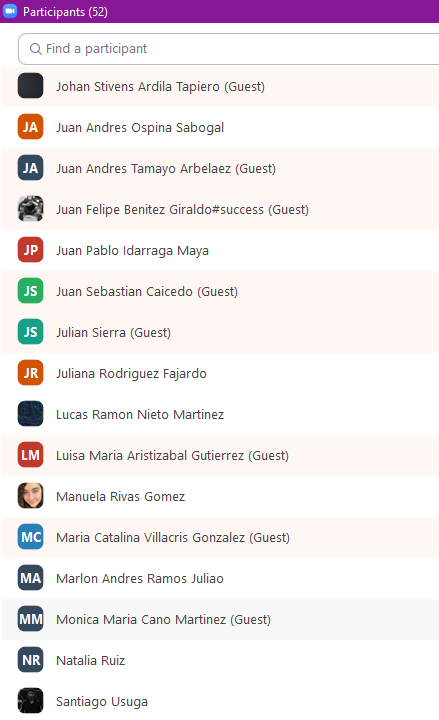 Participants (52)
Find a participant
Johan Stivens Ardila Tapiero (Guest)
JA Juan Andres Ospina Sabogal
JA Juan Andres Tamayo Arbelaez (Guest)
Juan Felipe Benitez Giraldo#success (Guest)
JP Juan Pablo Idarraga Maya
JS Juan Sebastian Caicedo (Guest)
JS Julian Sierra (Guest)
JR Juliana Rodriguez Fajardo
Lucas Ramon Nieto Martinez
LM Luisa Maria Aristizabal Gutierrez (Guest)
Manuela Rivas Gomez
MC Maria Catalina Villacris Gonzalez (Guest)
MA Marlon Andres Ramos Juliao
MM Monica Maria Cano Martinez (Guest)
NR Natalia Ruiz
Santiago Usuga